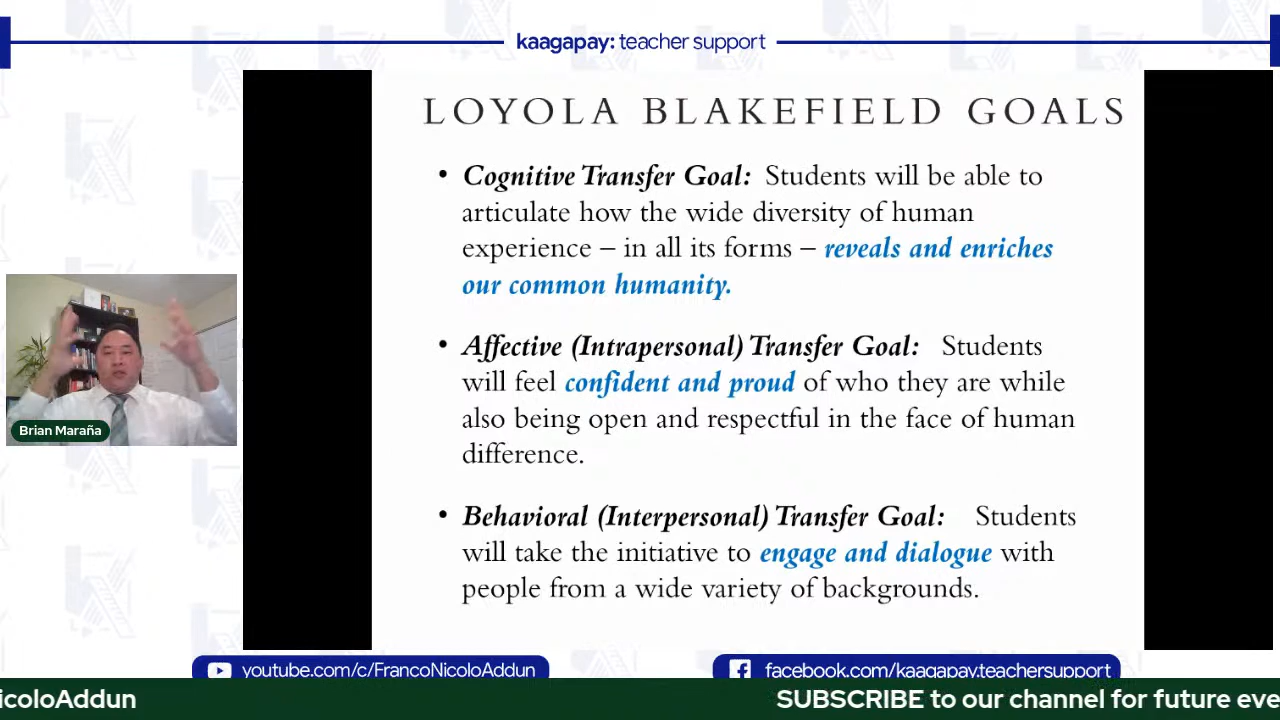 kaagapay: teacher support
LOYOLA BLAKEFIELD GOALS
• Cognitive Transfer Goal: Students will be able to
articulate how the wide diversity of human
experience – in all its forms – reveals and enriches
our common humanity.
• Affective (Intrapersonal) Transfer Goal: Students
will feel confident and proud of who they are while
also being open and respectful in the face of human
difference.
• Behavioral (Interpersonal) Transfer Goal: Students
will take the initiative to engage and dialogue with
people from a wide variety of backgrounds.
Brian Maraña
youtube.com/c/FrancoNicoloAddun
facebook.com/kaagapay.teachersupport
icoloAddun
SUBSCRIBE to our channel for future eve